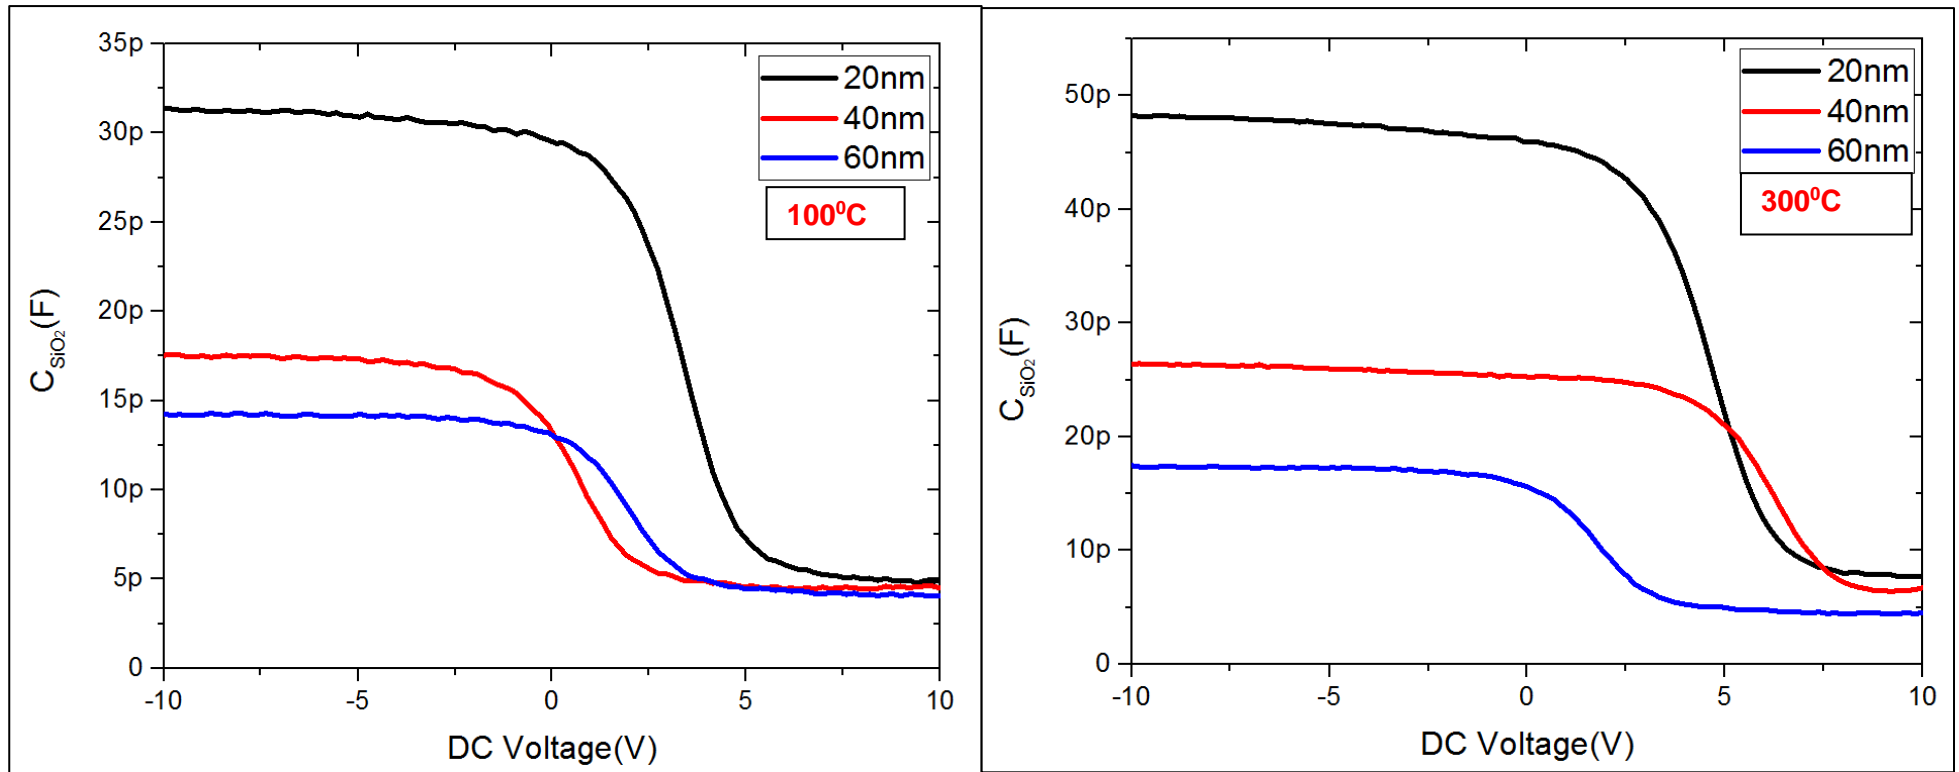 35p
30p
25p
20p
15p
10p
5p
0
-10
-5
0
5
10
C_SiO₂(F)
DC Voltage(V)
20nm
40nm
60nm
100⁰C
50p
40p
30p
20p
10p
0
-10
-5
0
5
10
C_SiO₂(F)
DC Voltage(V)
20nm
40nm
60nm
300⁰C